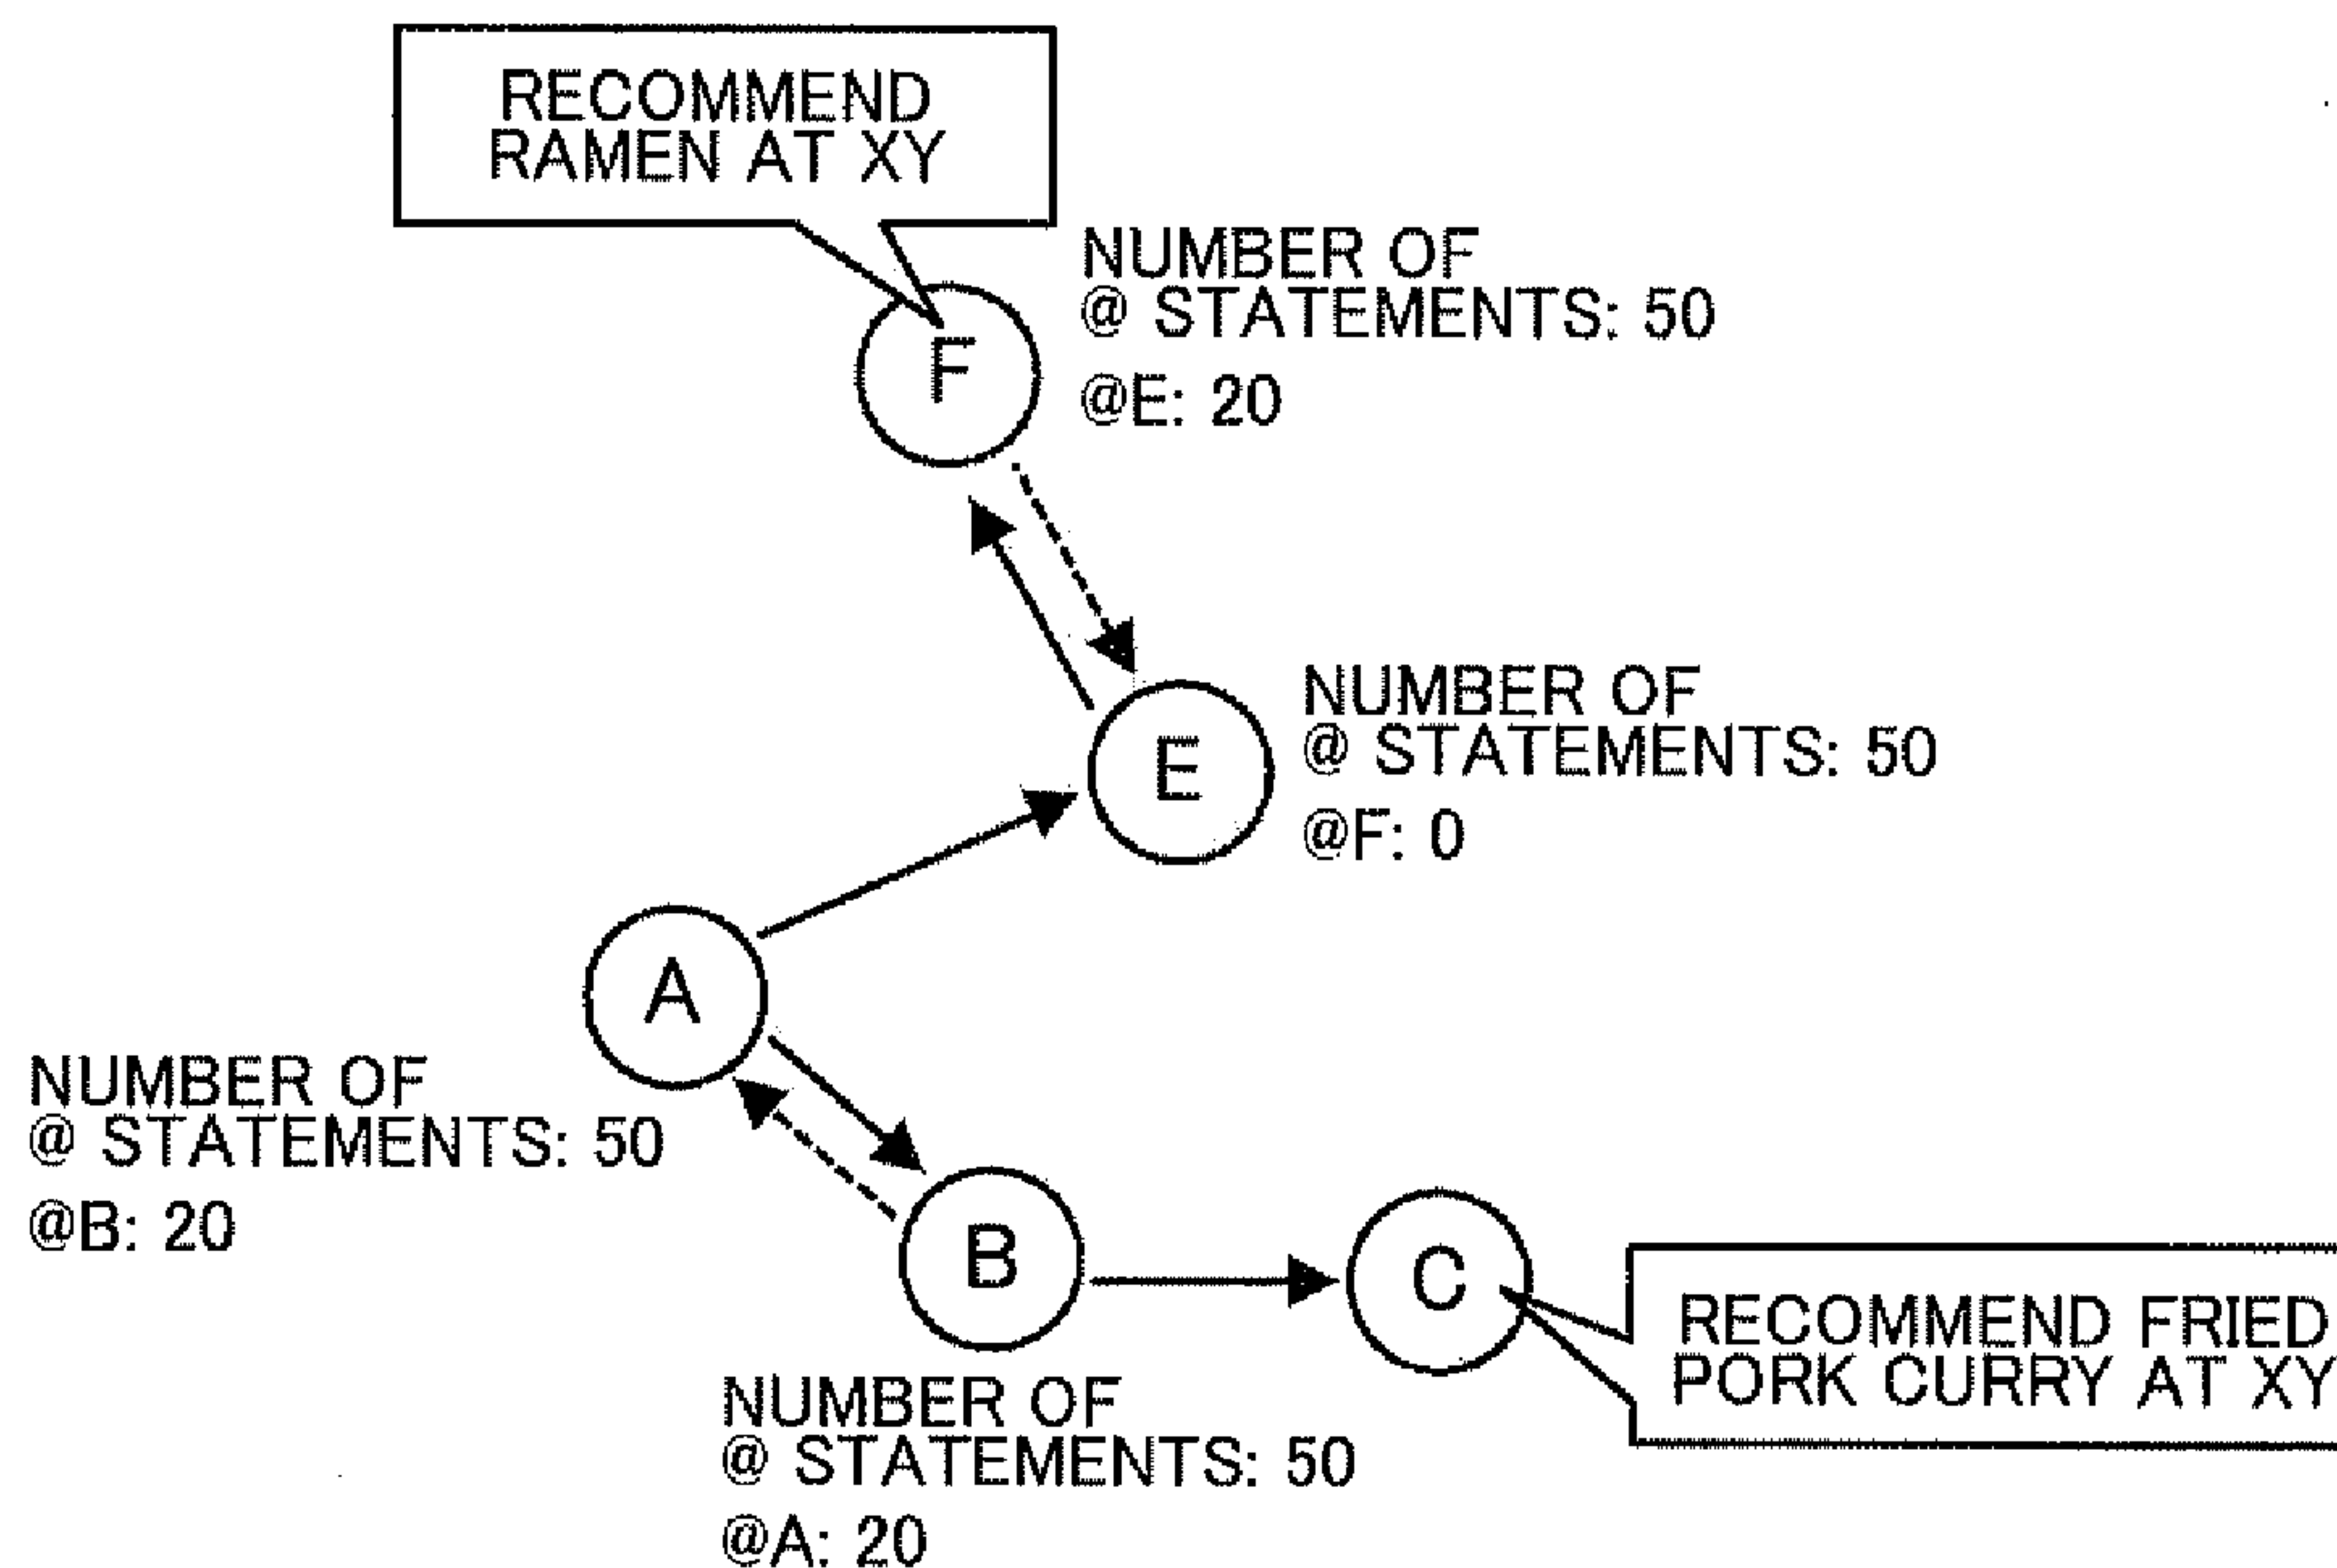 RECOMMEND
RAMEN AT XY
NUMBER OF
@ STATEMENTS: 50
@E: 20
F
NUMBER OF
@ STATEMENTS: 50
@F: 0
E
A
NUMBER OF
@ STATEMENTS: 50
@B: 20
B
C
RECOMMEND FRIED
PORK CURRY AT XY
NUMBER OF
@ STATEMENTS: 50
@A: 20